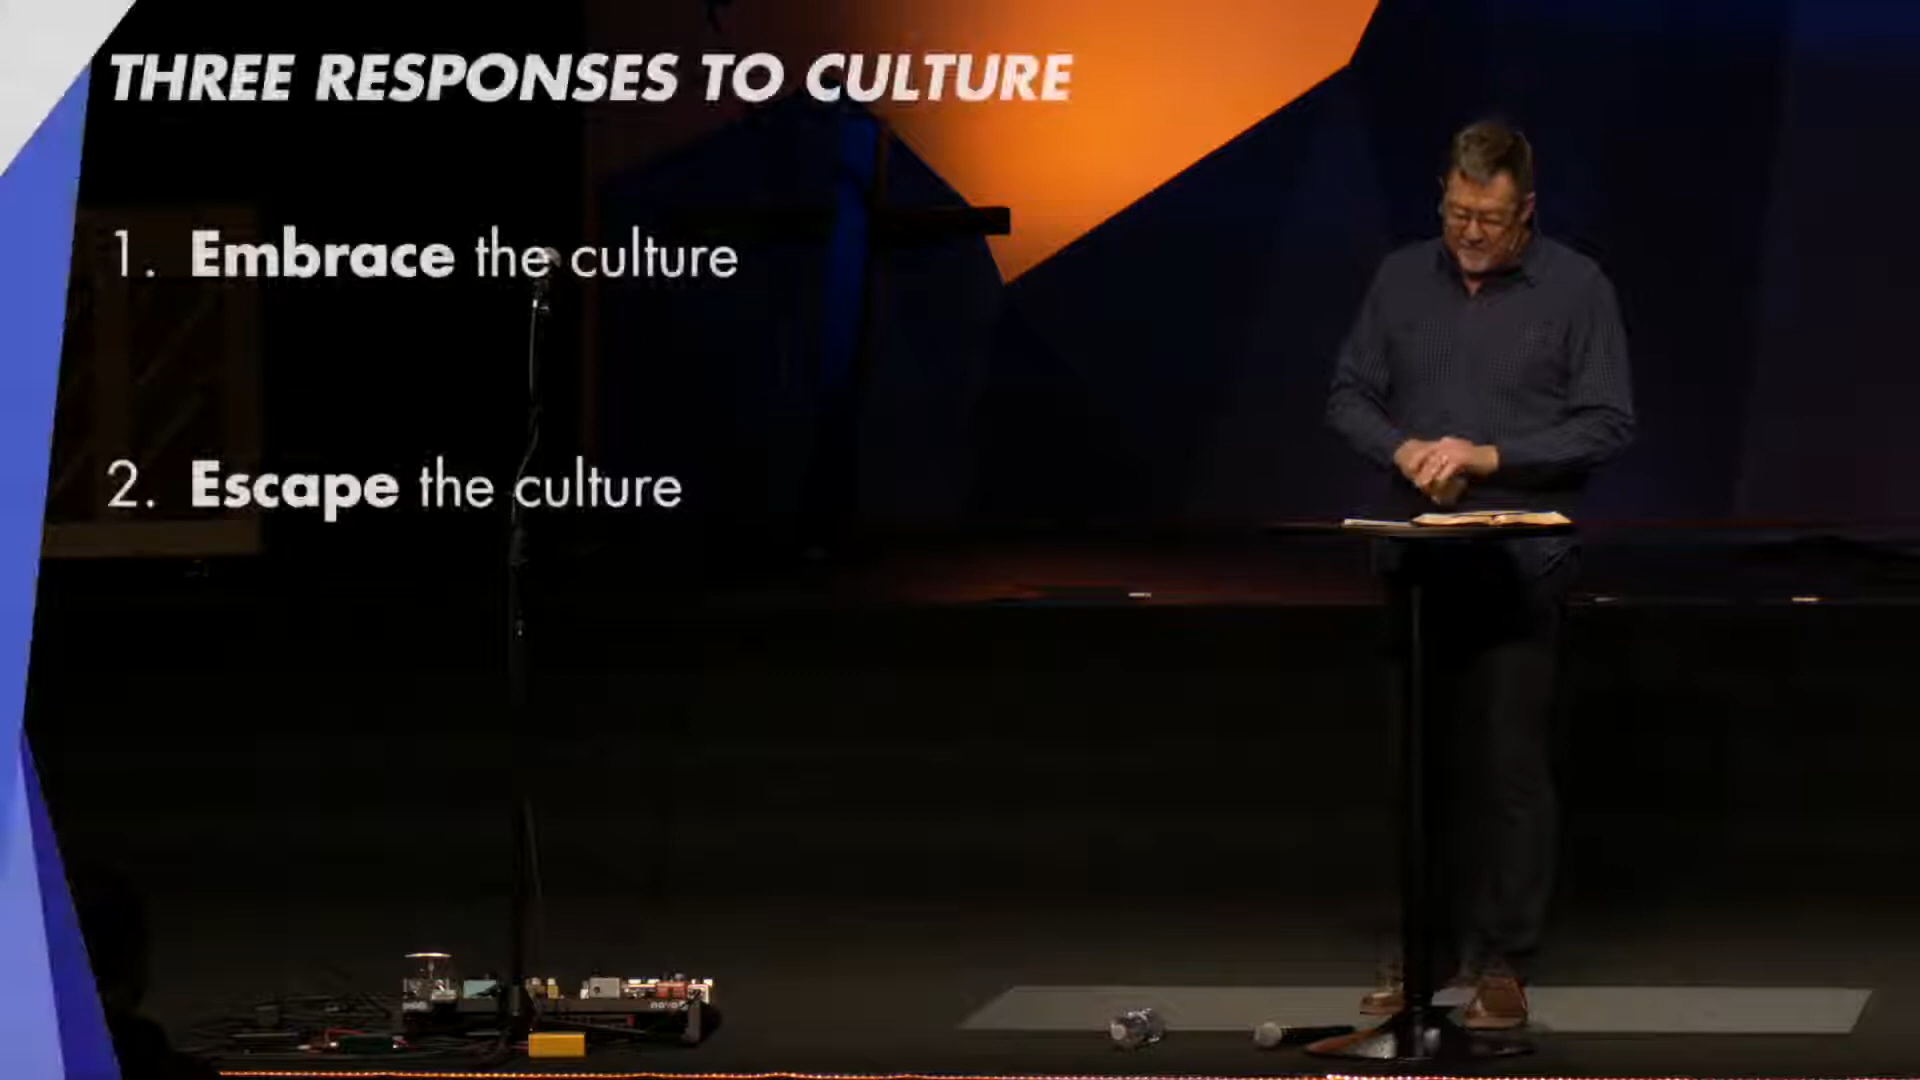 THREE RESPONSES TO CULTURE
1. Embrace the culture
2. Escape the culture